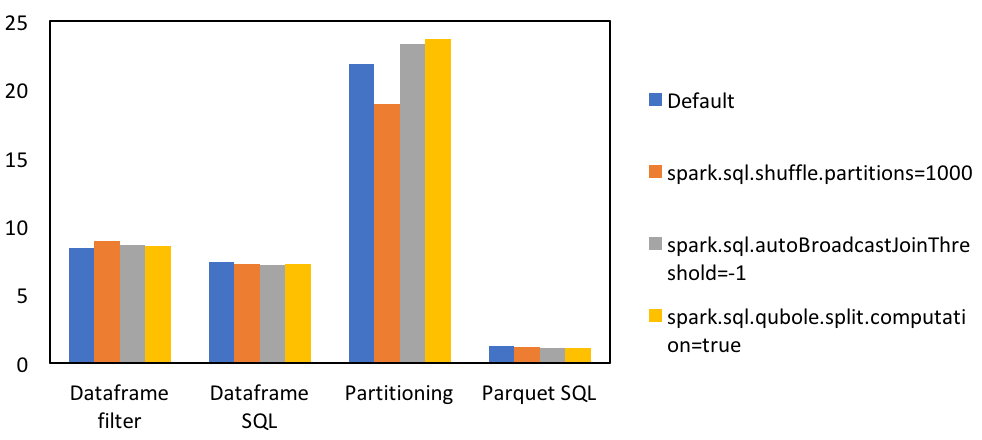 25
20
15
10
5
0
Dataframe
filter
Dataframe
SQL
Partitioning
Parquet SQL
Default
spark.sql.shuffle.partitions=1000
spark.sql.autoBroadcastJoinThre
shold=-1
spark.sql.qubole.split.computati
on=true